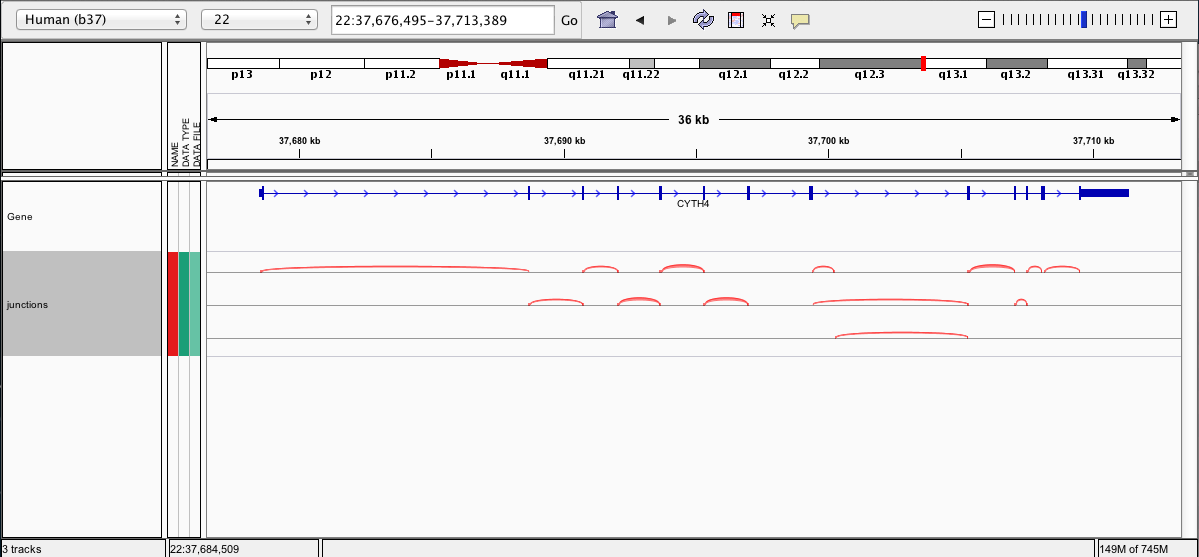 Human (b37) 22 22:37,676,495-37,713,389 Go
p13 p12 p11.2 p11.1 q11.1 q11.21 q11.22 q12.1 q12.2 q12.3 q13.1 q13.2 q13.31 q13.32
36 kb
37,680 kb 37,690 kb 37,700 kb 37,710 kb
NAME
DATA TYPE
DATA FILE
Gene
CYTH4
junctions
3 tracks 22:37,684,509 149M of 745M